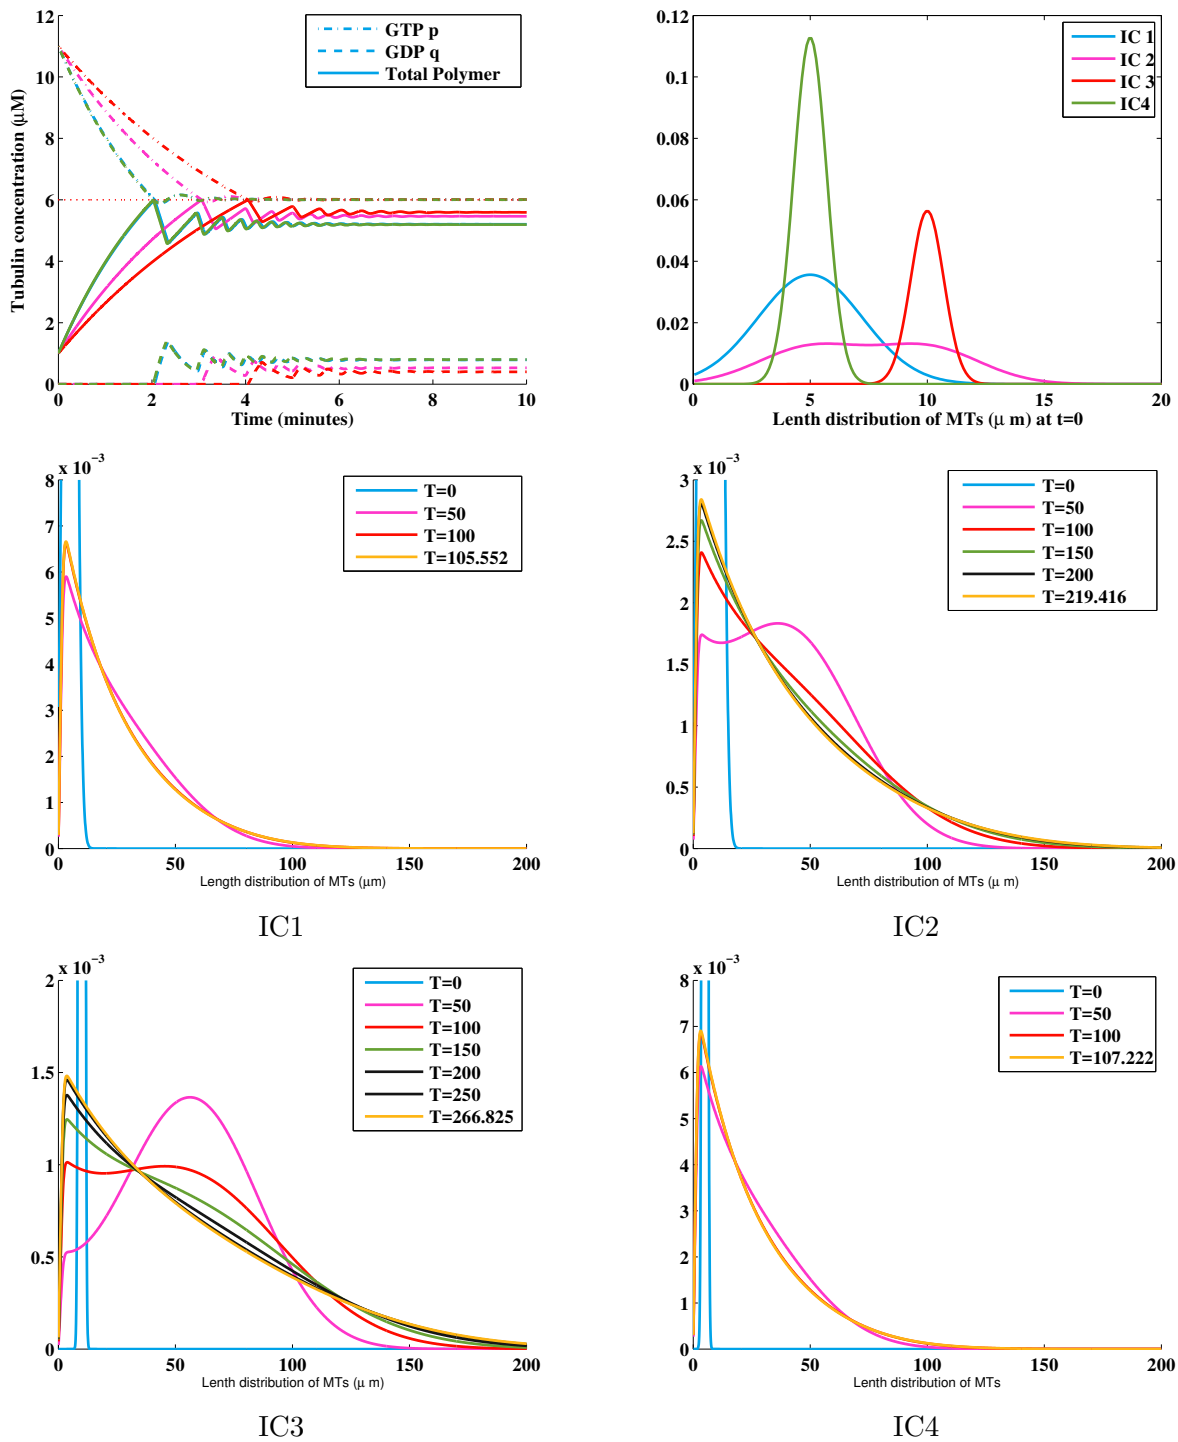 12
10
8
6
4
2
0
Tubulin concentration (μM)
GTP p
GDP q
Total Polymer
0 2 4 6 8 10
Time (minutes)
0.12
0.1
0.08
0.06
0.04
0.02
0
IC 1
IC 2
IC 3
IC4
0 5 10 15 20
Lenth distribution of MTs (μ m) at t=0
x 10⁻³
8
7
6
5
4
3
2
1
0
T=0
T=50
T=100
T=105.552
0 50 100 150 200
Length distribution of MTs (μm)
IC1
x 10⁻³
3
2.5
2
1.5
1
0.5
0
T=0
T=50
T=100
T=150
T=200
T=219.416
0 50 100 150 200
Lenth distribution of MTs (μ m)
IC2
x 10⁻³
2
1.5
1
0.5
0
T=0
T=50
T=100
T=150
T=200
T=250
T=266.825
0 50 100 150 200
Lenth distribution of MTs (μ m)
IC3
x 10⁻³
8
7
6
5
4
3
2
1
0
T=0
T=50
T=100
T=107.222
0 50 100 150 200
Lenth distribution of MTs
IC4